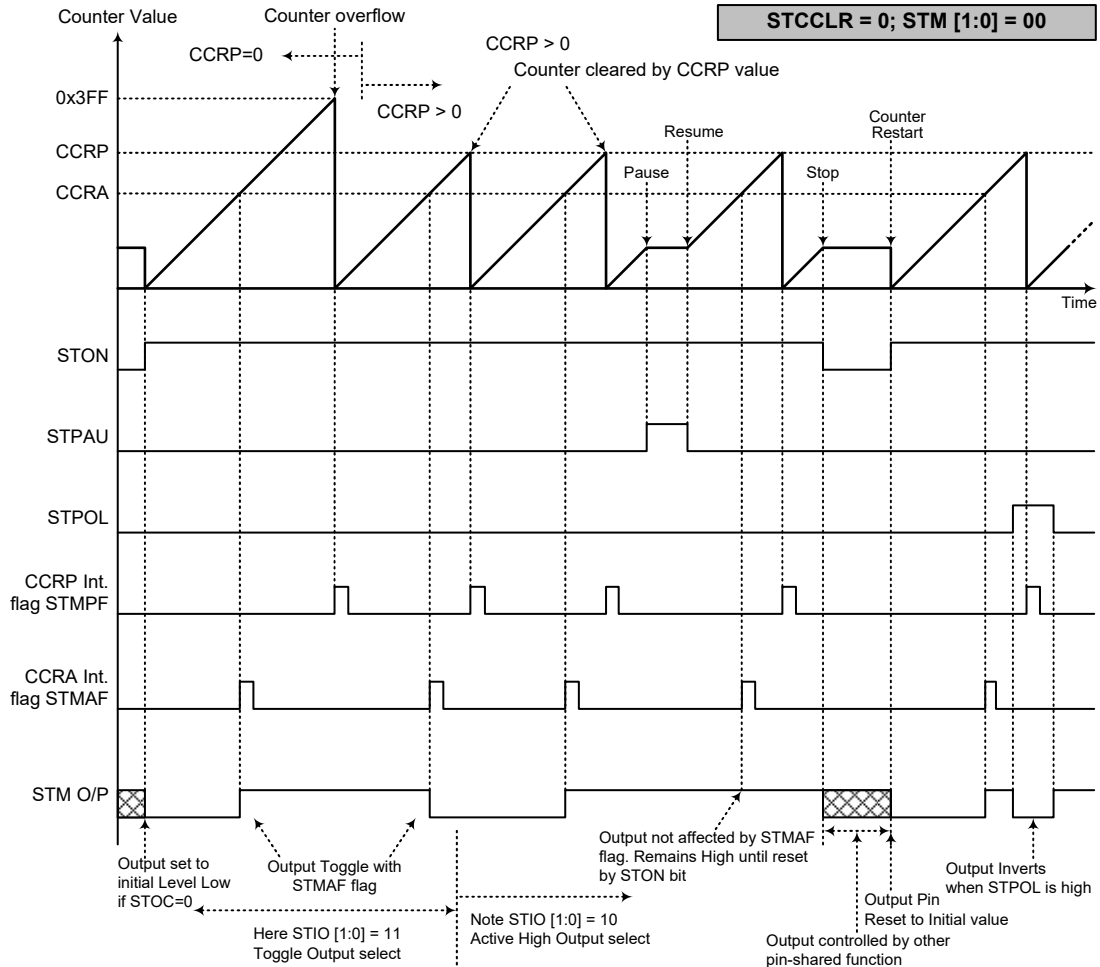 Counter Value
Counter overflow
STCCLR = 0; STM [1:0] = 00
CCRP=0
CCRP > 0
CCRP > 0
Counter cleared by CCRP value
0x3FF
CCRP
CCRA
Pause
Resume
Stop
Counter
Restart
Time
STON
STPAU
STPOL
CCRP Int.
flag STMPF
CCRA Int.
flag STMAF
STM O/P
Output set to
initial Level Low
if STOC=0
Output Toggle with
STMAF flag
Output not affected by STMAF
flag. Remains High until reset
by STON bit
Output Inverts
when STPOL is high
Output Pin
Reset to Initial value
Here STIO [1:0] = 11
Toggle Output select
Note STIO [1:0] = 10
Active High Output select
Output controlled by other
pin-shared function